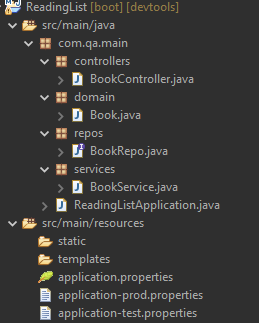 ReadingList [boot] [devtools]
src/main/java
com.qa.main
controllers
BookController.java
domain
Book.java
repos
BookRepo.java
services
BookService.java
ReadingListApplication.java
src/main/resources
static
templates
application.properties
application-prod.properties
application-test.properties